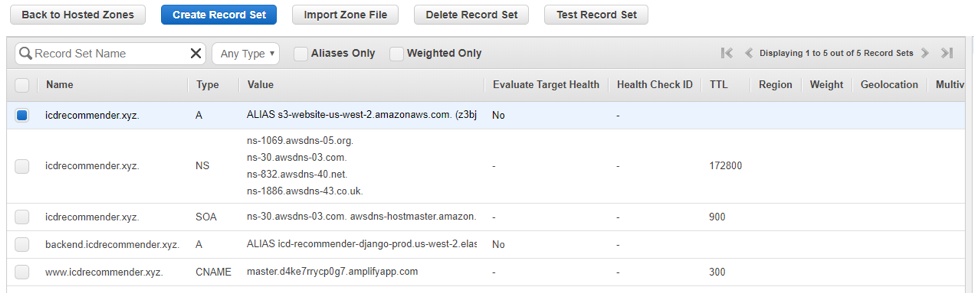 Back to Hosted Zones Create Record Set Import Zone File Delete Record Set Test Record Set
Record Set Name Any Type Aliases Only Weighted Only Displaying 1 to 5 out of 5 Record Sets
Name Type Value Evaluate Target Health Health Check ID TTL Region Weight Geolocation Multiv
icdrecommender.xyz. A ALIAS s3-website-us-west-2.amazonaws.com. (z3bj No -
icdrecommender.xyz. NS
ns-1069.awsdns-05.org.
ns-30.awsdns-03.com.
ns-832.awsdns-40.net.
ns-1886.awsdns-43.co.uk.
- - 172800
icdrecommender.xyz. SOA ns-30.awsdns-03.com. awsdns-hostmaster.amazon. - - 900
backend.icdrecommender.xyz. A ALIAS icd-recommender-django-prod.us-west-2.elas No -
www.icdrecommender.xyz. CNAME master.d4ke7rrycp0g7.amplifyapp.com - - 300